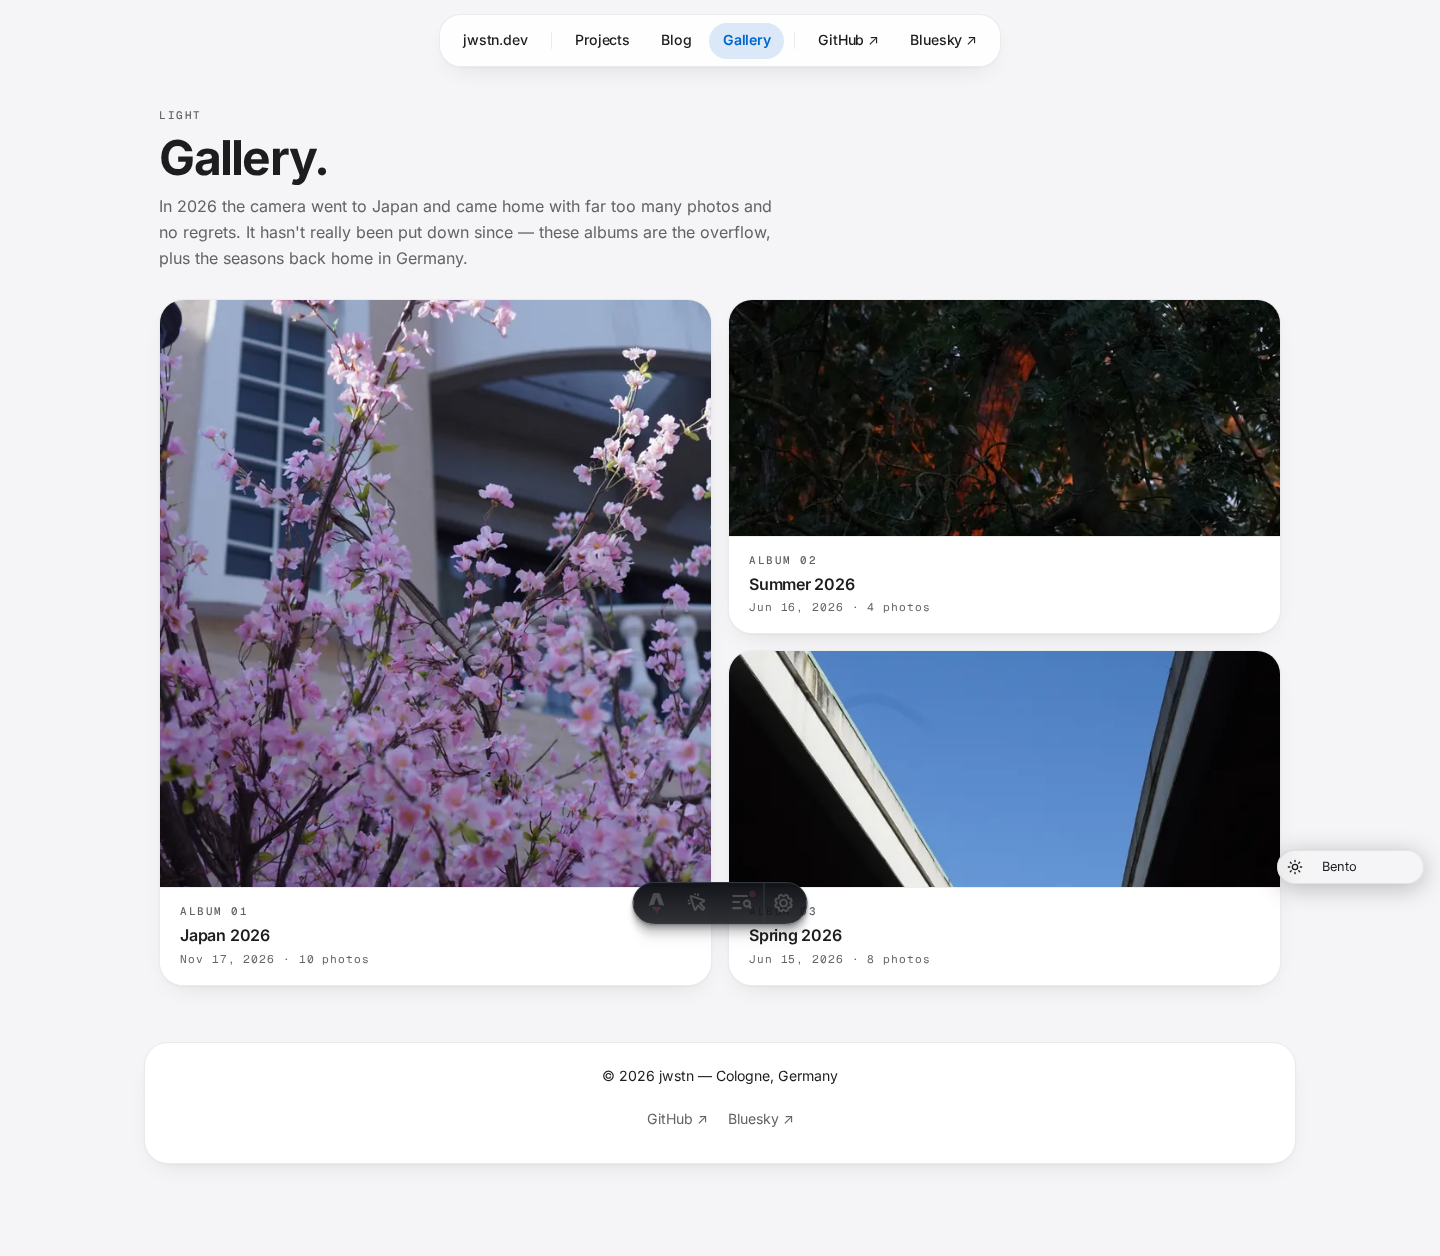 jwstn.dev
Projects
Blog
Gallery
GitHub ↗
Bluesky ↗
LIGHT
Gallery.
In 2026 the camera went to Japan and came home with far too many photos and
no regrets. It hasn't really been put down since — these albums are the overflow,
plus the seasons back home in Germany.
ALBUM 01
Japan 2026
Nov 17, 2026 · 10 photos
ALBUM 02
Summer 2026
Jun 16, 2026 · 4 photos
03
Spring 2026
Jun 15, 2026 · 8 photos
Bento
© 2026 jwstn — Cologne, Germany
GitHub ↗
Bluesky ↗